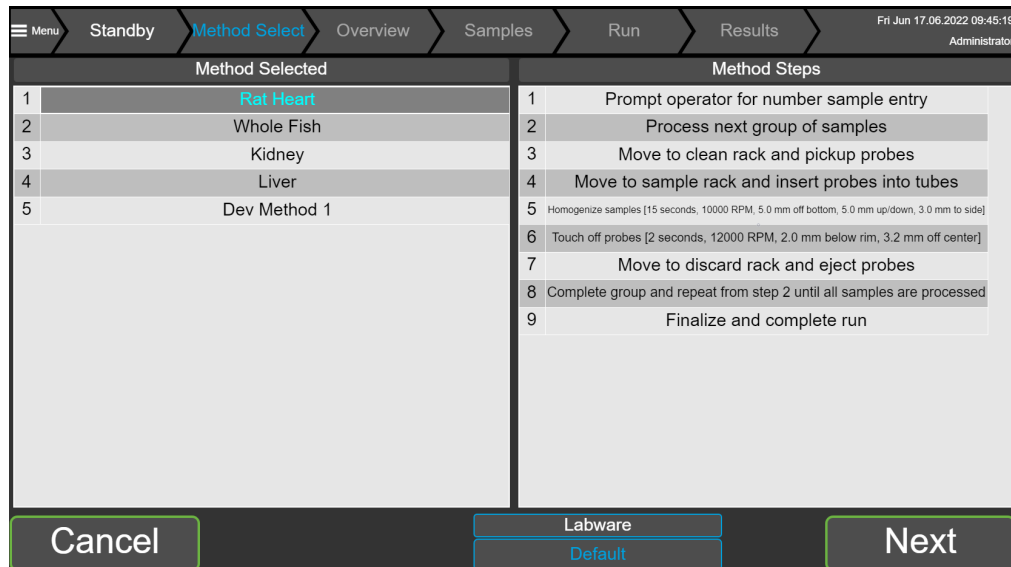 Menu Standby Method Select Overview Samples Run Results Fri Jun 17.06.2022 09:45:19
Administrator
Method Selected
1 Rat Heart
2 Whole Fish
3 Kidney
4 Liver
5 Dev Method 1
Method Steps
1 Prompt operator for number sample entry
2 Process next group of samples
3 Move to clean rack and pickup probes
4 Move to sample rack and insert probes into tubes
5 Homogenize samples [15 seconds, 10000 RPM, 5.0 mm off bottom, 5.0 mm up/down, 3.0 mm to side]
6 Touch off probes [2 seconds, 12000 RPM, 2.0 mm below rim, 3.2 mm off center]
7 Move to discard rack and eject probes
8 Complete group and repeat from step 2 until all samples are processed
9 Finalize and complete run
Cancel
Labware
Default
Next